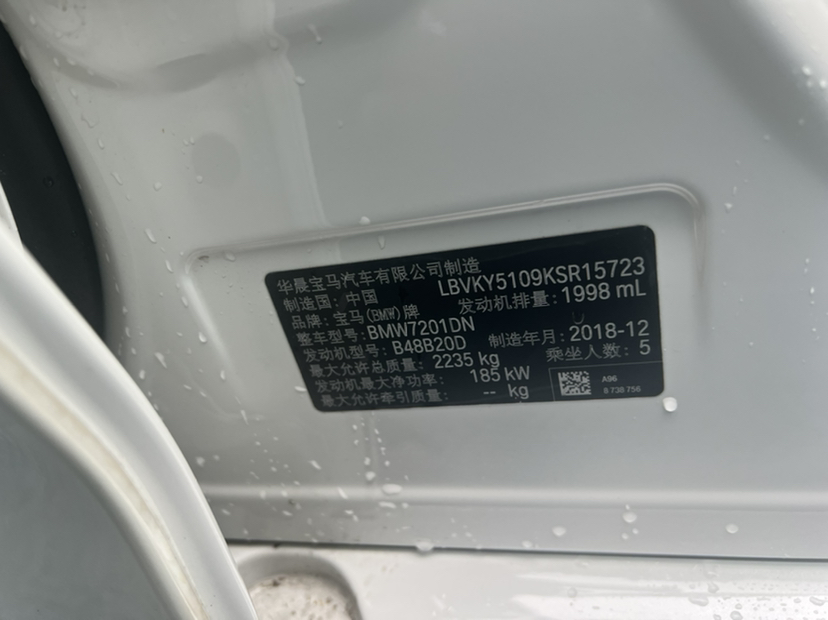 华晨宝马汽车有限公司制造
LBVKY5109KSR15723
制造国: 中国
发动机排量: 1998 mL
品牌: 宝马(BMW)牌
整车型号: BMW7201DN
制造年月: 2018-12
发动机型号: B48B20D
乘坐人数: 5
最大允许总质量: 2235 kg
发动机最大净功率: 185 kW
最大允许牵引质量: -- kg
A96
8 738 756